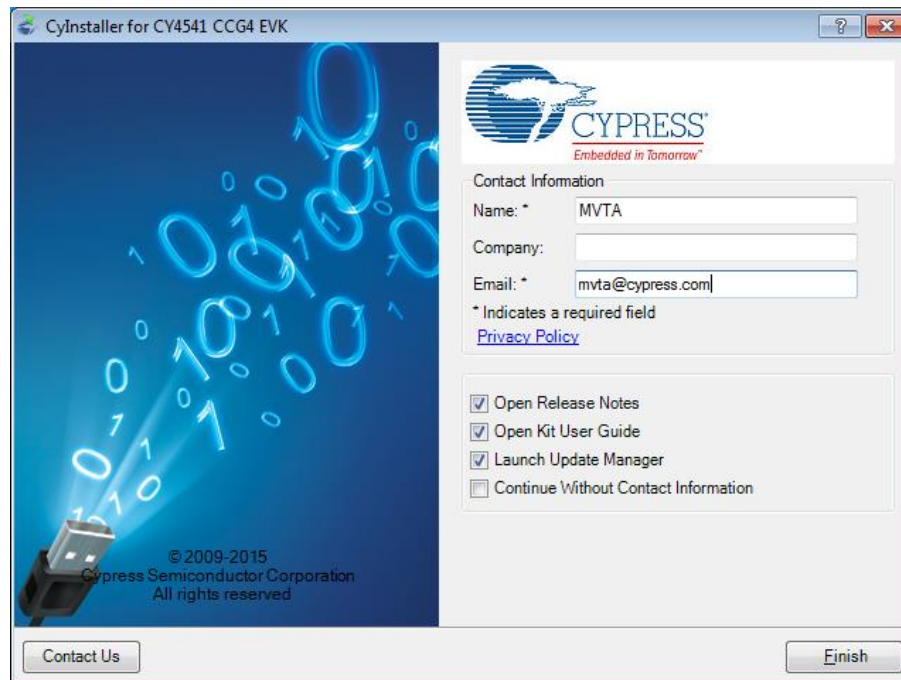 CyInstaller for CY4541 CCG4 EVK
CYPRESS
Embedded in Tomorrow™
Contact Information
Name: * MVTA
Company:
Email: * mvta@cypress.com
* Indicates a required field
Privacy Policy
Open Release Notes
Open Kit User Guide
Launch Update Manager
Continue Without Contact Information
© 2009-2015
Cypress Semiconductor Corporation
All rights reserved
Contact Us
Finish